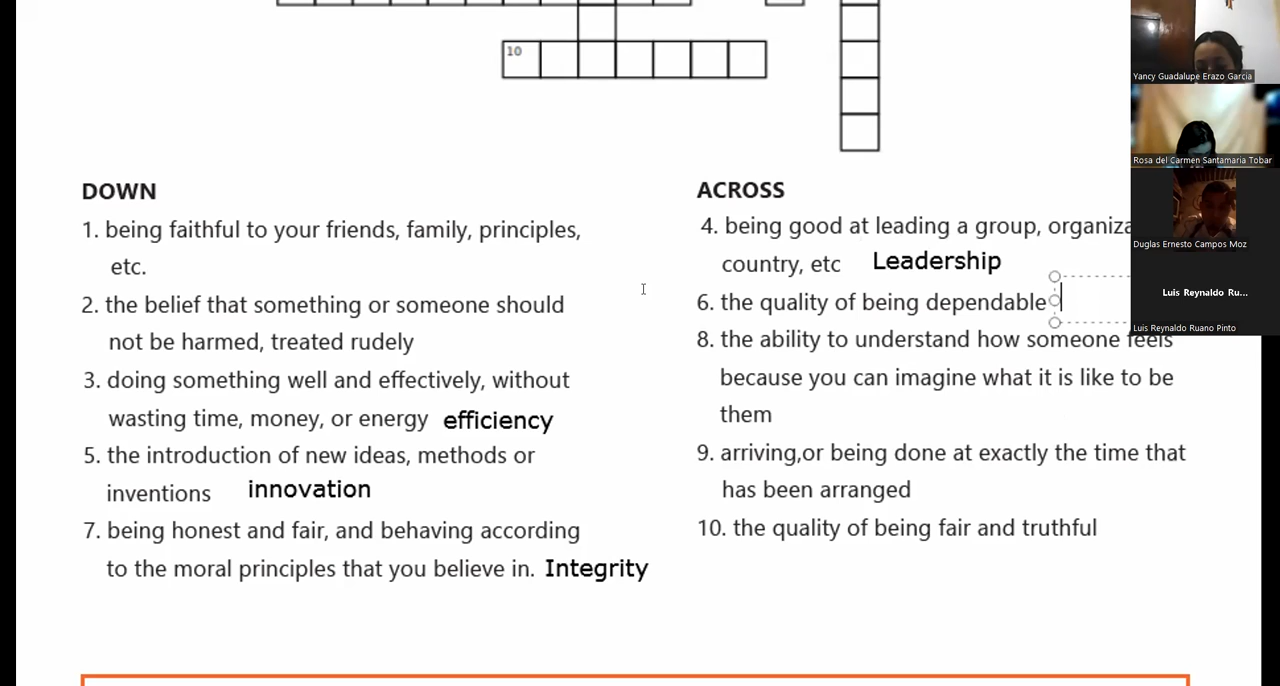 10
DOWN
1. being faithful to your friends, family, principles,
etc.
2. the belief that something or someone should
not be harmed, treated rudely
3. doing something well and effectively, without
wasting time, money, or energy efficiency
5. the introduction of new ideas, methods or
inventions innovation
7. being honest and fair, and behaving according
to the moral principles that you believe in. Integrity
ACROSS
4. being good at leading a group, organiza
country, etc Leadership
6. the quality of being dependable
8. the ability to understand how someone feels
because you can imagine what it is like to be
them
9. arriving,or being done at exactly the time that
has been arranged
10. the quality of being fair and truthful
Yancy Guadalupe Erazo Garcia
Rosa del Carmen Santamaria Tobar
Duglas Ernesto Campos Moz
Luis Reynaldo Ru...
Luis Reynaldo Ruano Pinto